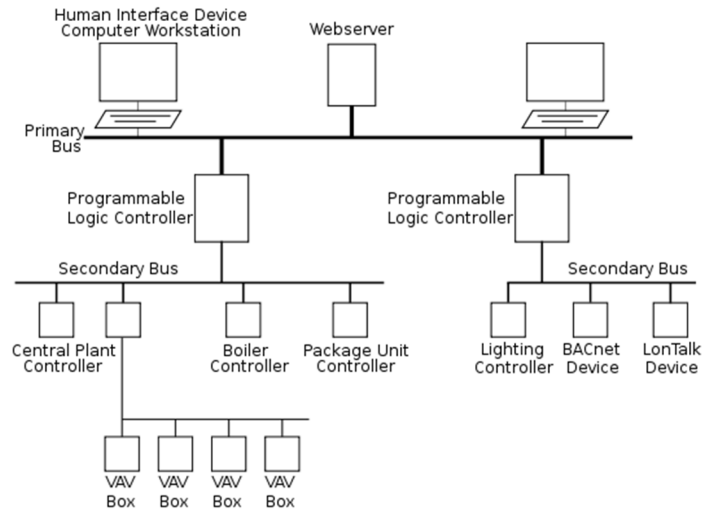 Human Interface Device
Computer Workstation
Webserver
Primary
Bus
Programmable
Logic Controller
Programmable
Logic Controller
Secondary Bus
Secondary Bus
Central Plant
Controller
Boiler
Controller
Package Unit
Controller
Lighting
Controller
BACnet
Device
LonTalk
Device
VAV
Box
VAV
Box
VAV
Box
VAV
Box